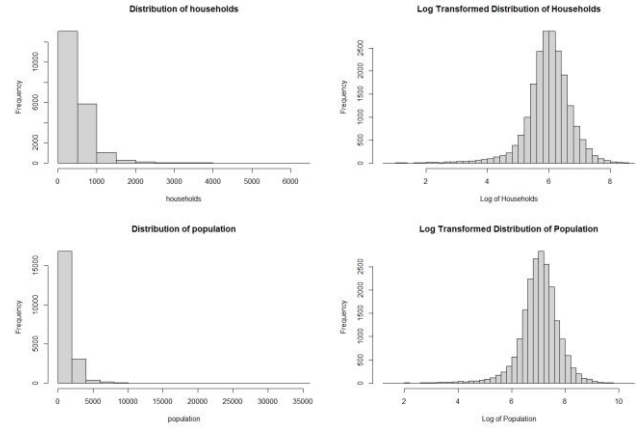 Distribution of households
Frequency
10000
6000
2000
0
0 1000 2000 3000 4000 5000 6000
households
Log Transformed Distribution of Households
Frequency
2500
2000
1500
1000
500
0
2 4 6 8
Log of Households
Distribution of population
Frequency
15000
10000
5000
0
0 5000 10000 15000 20000 25000 30000 35000
population
Log Transformed Distribution of Population
Frequency
2500
2000
1500
1000
500
0
2 4 6 8 10
Log of Population